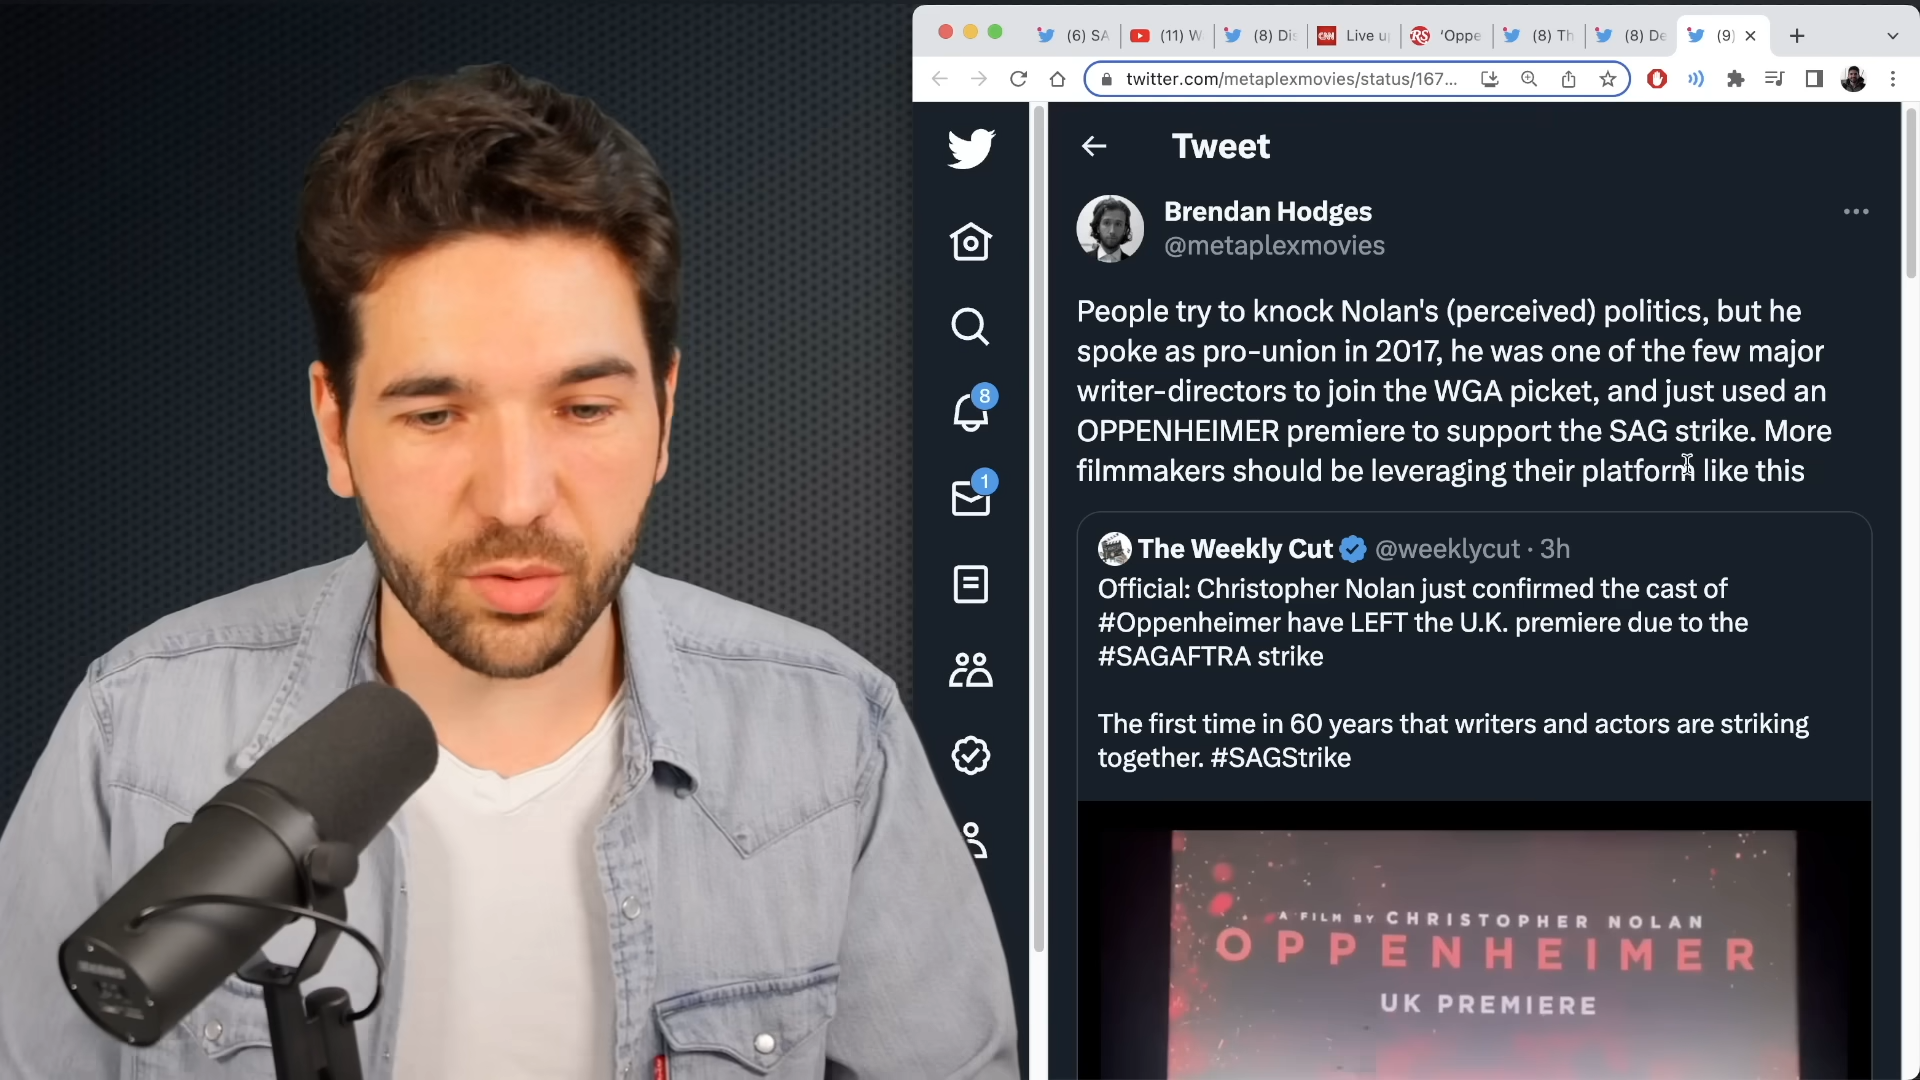 (6) SA
(11) W
(8) Dis
CNN
Live u
RS
'Oppe
(8) Th
(8) De
(9)
twitter.com/metaplexmovies/status/167...
Tweet
Brendan Hodges
@metaplexmovies
8
1
People try to knock Nolan's (perceived) politics, but he
spoke as pro-union in 2017, he was one of the few major
writer-directors to join the WGA picket, and just used an
OPPENHEIMER premiere to support the SAG strike. More
filmmakers should be leveraging their platform like this
The Weekly Cut @weeklycut · 3h
Official: Christopher Nolan just confirmed the cast of
#Oppenheimer have LEFT the U.K. premiere due to the
#SAGAFTRA strike
The first time in 60 years that writers and actors are striking
together. #SAGStrike
A FILM BY CHRISTOPHER NOLAN
OPPENHEIMER
UK PREMIERE